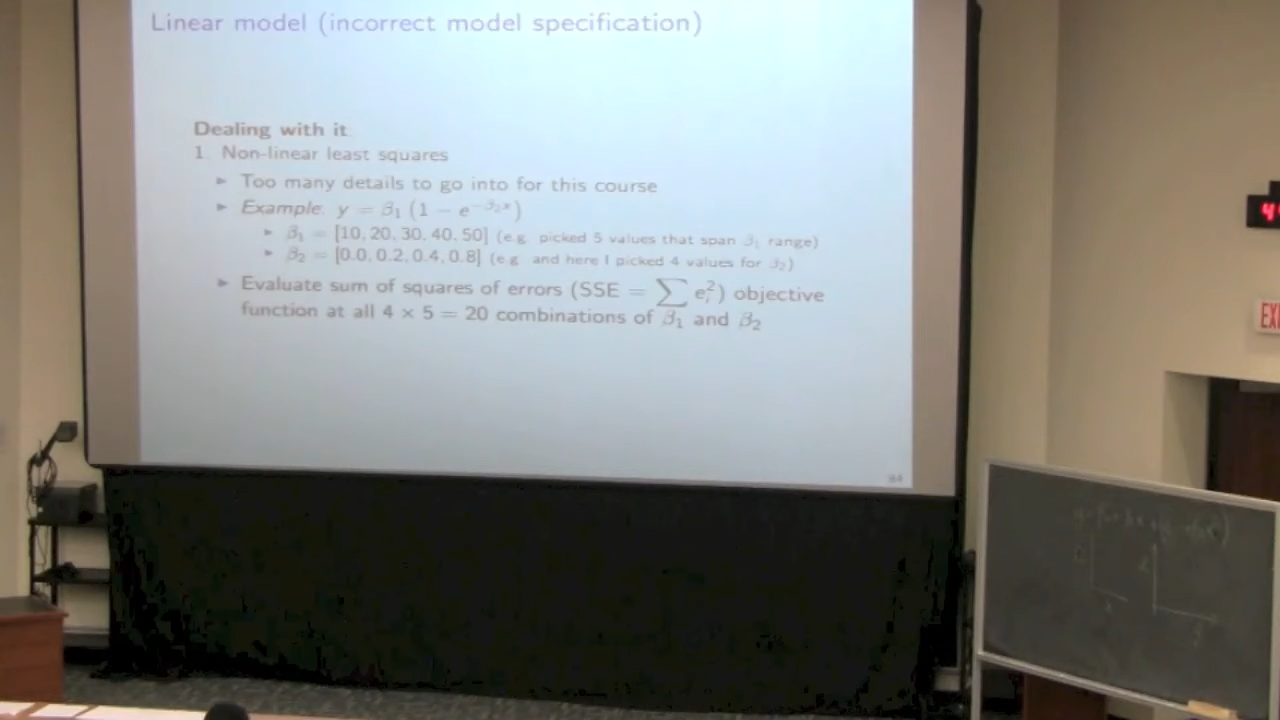 Linear model (incorrect model specification)
Dealing with it
1. Non-linear least squares
► Too many details to go into for this course
► Example: y = β₁ (1 − e^{−β₂x})
► β₁ = [10, 20, 30, 40, 50] (e.g. picked 5 values that span β₁ range)
► β₂ = [0.0, 0.2, 0.4, 0.8] (e.g. and here I picked 4 values for β₂)
► Evaluate sum of squares of errors (SSE = ∑ eᵢ²) objective
function at all 4 × 5 = 20 combinations of β₁ and β₂